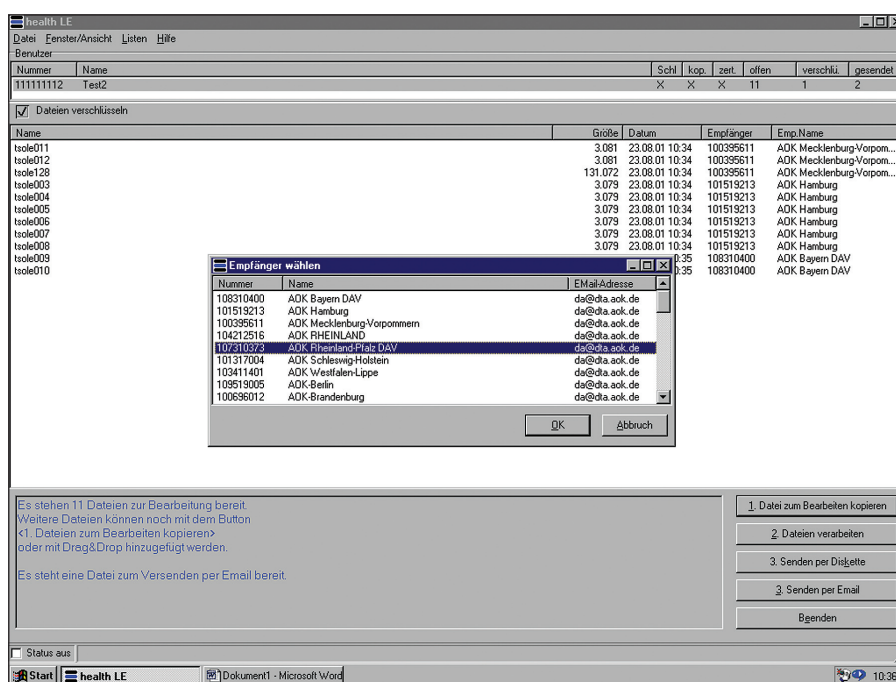 health LE
Datei Fenster/Ansicht Listen Hilfe
Benutzer
Nummer Name Schl kop. zert. offen verschlü. gesendet
111111112 Test2 X X X 11 1 2
Dateien verschlüsseln
Name Größe Datum Empfänger Emp.Name
tsole011 3.081 23.08.01 10:34 100395611 AOK Mecklenburg-Vorpom...
tsole012 3.081 23.08.01 10:34 100395611 AOK Mecklenburg-Vorpom...
tsole128 131.072 23.08.01 10:34 100395611 AOK Mecklenburg-Vorpom...
tsole003 3.079 23.08.01 10:34 101519213 AOK Hamburg
tsole004 3.079 23.08.01 10:34 101519213 AOK Hamburg
tsole005 3.079 23.08.01 10:34 101519213 AOK Hamburg
tsole006 3.079 23.08.01 10:34 101519213 AOK Hamburg
tsole007 3.079 23.08.01 10:34 101519213 AOK Hamburg
tsole008 3.079 23.08.01 10:34 101519213 AOK Hamburg
tsole009 0:35 108310400 AOK Bayern DAV
tsole010 0:35 108310400 AOK Bayern DAV
Empfänger wählen
Nummer Name EMail-Adresse
108310400 AOK Bayern DAV da@dta.aok.de
101519213 AOK Hamburg da@dta.aok.de
100395611 AOK Mecklenburg-Vorpommern da@dta.aok.de
104212516 AOK RHEINLAND da@dta.aok.de
107310373 AOK Rheinland-Pfalz DAV da@dta.aok.de
101317004 AOK Schleswig-Holstein da@dta.aok.de
103411401 AOK Westfalen-Lippe da@dta.aok.de
109519005 AOK-Berlin da@dta.aok.de
100696012 AOK-Brandenburg da@dta.aok.de
OK Abbruch
Es stehen 11 Dateien zur Bearbeitung bereit.
Weitere Dateien können noch mit dem Button
<1. Dateien zum Bearbeiten kopieren>
oder mit Drag&Drop hinzugefügt werden.
Es steht eine Datei zum Versenden per Email bereit.
1. Datei zum Bearbeiten kopieren
2. Dateien verarbeiten
3. Senden per Diskette
3. Senden per Email
Beenden
Status aus
Start health LE Dokument1 - Microsoft Word 10:36